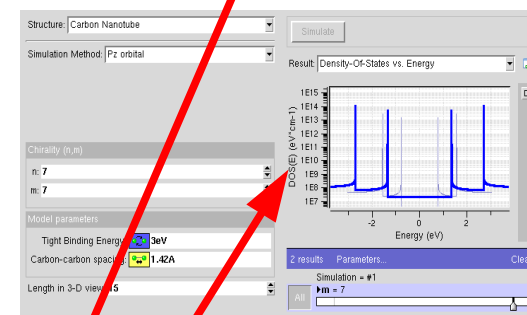 Structure: Carbon Nanotube
Simulation Method: Pz orbital
Chirality (n,m)
n: 7
m: 7
Model parameters
Tight Binding Energy: 3eV
Carbon-carbon spacing: 1.42A
Length in 3-D view: 15
Simulate
Result: Density-Of-States vs. Energy
DOS(E) (eV*cm-1)
1E15
1E14
1E13
1E12
1E11
1E10
1E9
1E8
1E7
-2 0 2
Energy (eV)
2 results Parameters... Clea
Simulation = #1
All m = 7